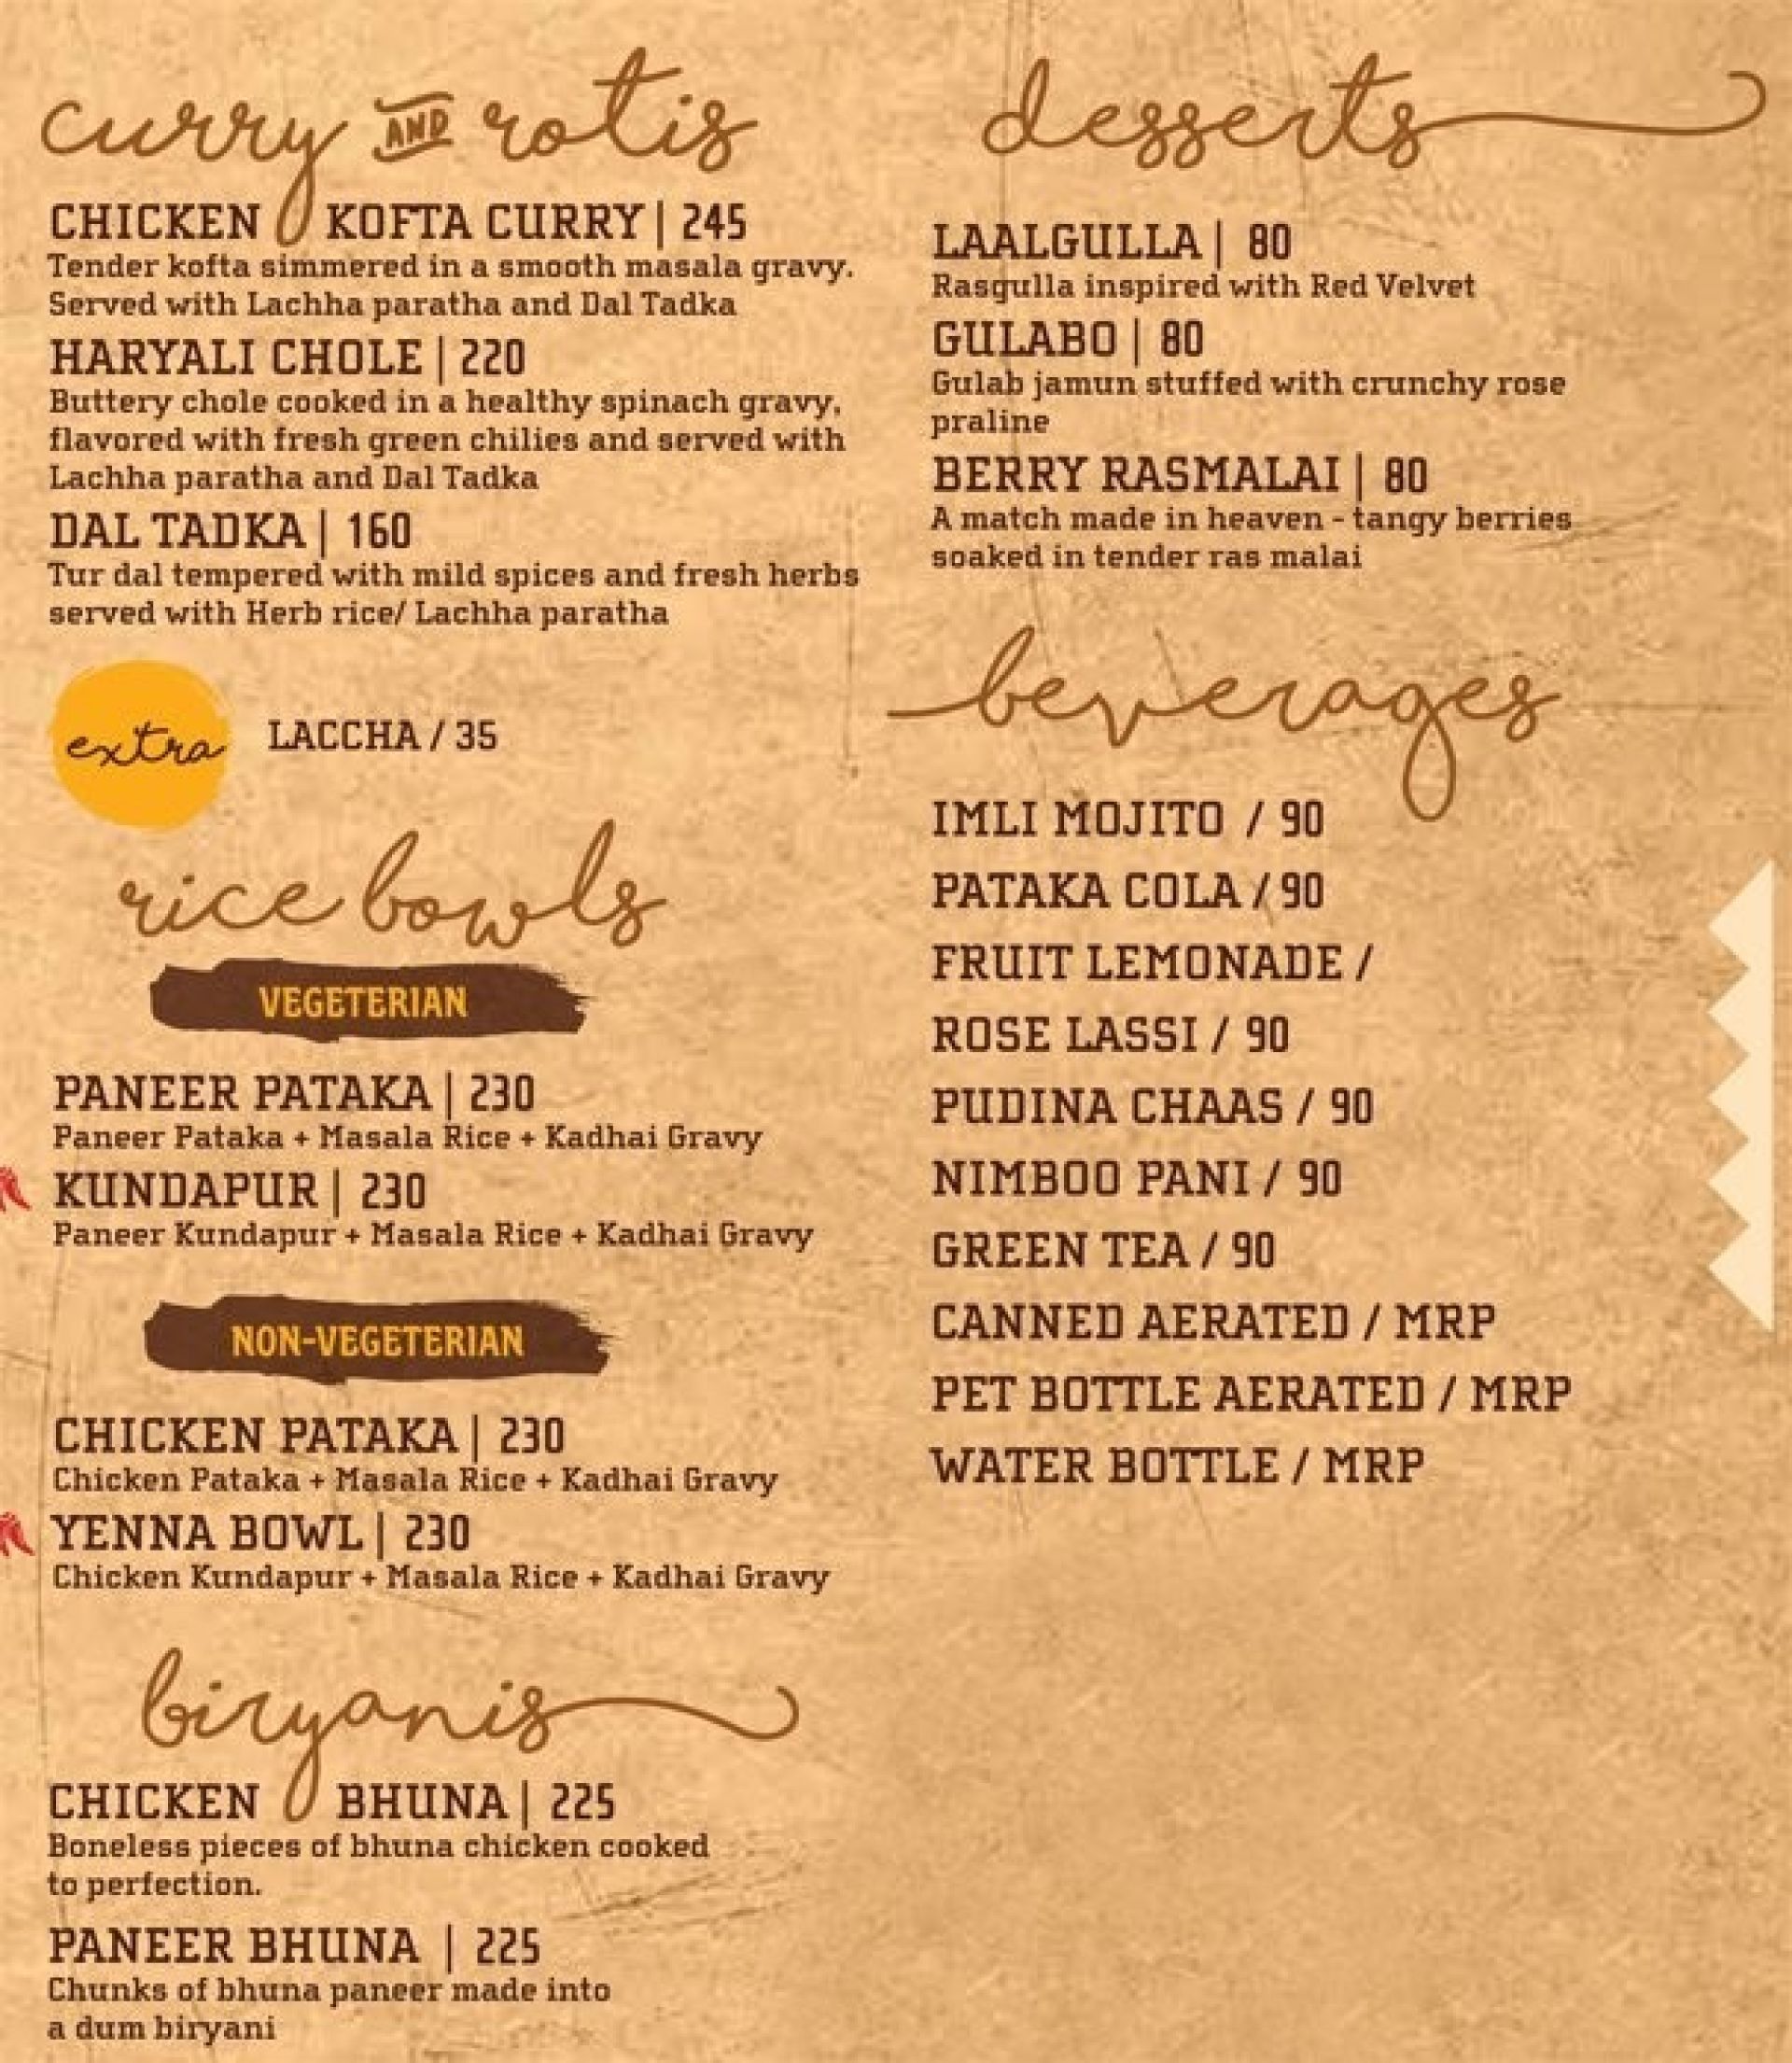 curry AND rotis
CHICKEN KOFTA CURRY | 245
Tender kofta simmered in a smooth masala gravy.
Served with Lachha paratha and Dal Tadka
HARYALI CHOLE | 220
Buttery chole cooked in a healthy spinach gravy,
flavored with fresh green chilies and served with
Lachha paratha and Dal Tadka
DAL TADKA | 160
Tur dal tempered with mild spices and fresh herbs
served with Herb rice/ Lachha paratha
extra LACCHA / 35
rice bowls
VEGETERIAN
PANEER PATAKA | 230
Paneer Pataka + Masala Rice + Kadhai Gravy
KUNDAPUR | 230
Paneer Kundapur + Masala Rice + Kadhai Gravy
NON-VEGETERIAN
CHICKEN PATAKA | 230
Chicken Pataka + Masala Rice + Kadhai Gravy
YENNA BOWL | 230
Chicken Kundapur + Masala Rice + Kadhai Gravy
biryanis
CHICKEN BHUNA | 225
Boneless pieces of bhuna chicken cooked
to perfection.
PANEER BHUNA | 225
Chunks of bhuna paneer made into
a dum biryani
desserts
LAALGULLA | 80
Rasgulla inspired with Red Velvet
GULABO | 80
Gulab jamun stuffed with crunchy rose
praline
BERRY RASMALAI | 80
A match made in heaven - tangy berries
soaked in tender ras malai
beverages
IMLI MOJITO / 90
PATAKA COLA / 90
FRUIT LEMONADE /
ROSE LASSI / 90
PUDINA CHAAS / 90
NIMBOO PANI / 90
GREEN TEA / 90
CANNED AERATED / MRP
PET BOTTLE AERATED / MRP
WATER BOTTLE / MRP